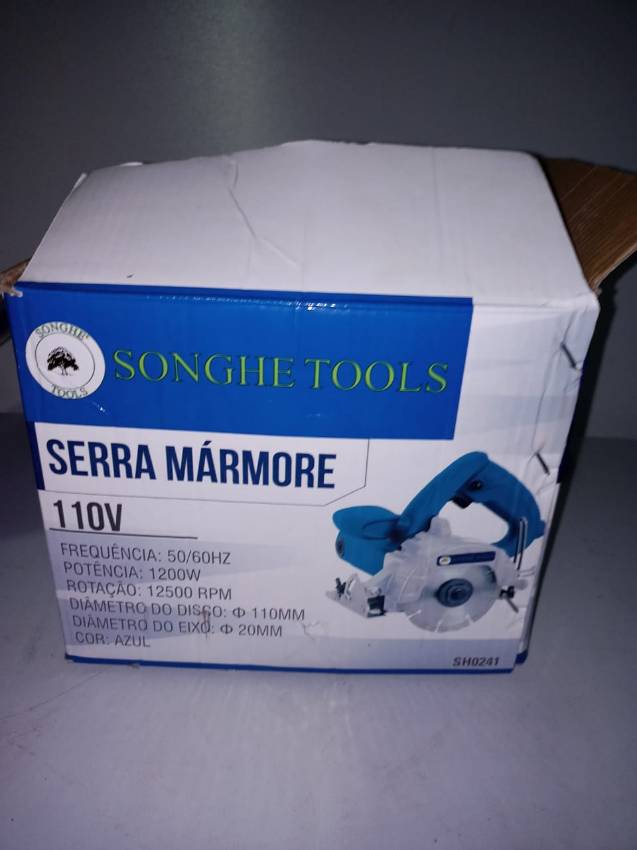 SONGHE
TOOLS
SONGHE TOOLS
SERRA MÁRMORE
110V
FREQUÊNCIA: 50/60HZ
POTÊNCIA: 1200W
ROTAÇÃO: 12500 RPM
DIÂMETRO DO DISCO: Φ 110MM
DIÂMETRO DO EIXO: Φ 20MM
COR: AZUL
SH0241